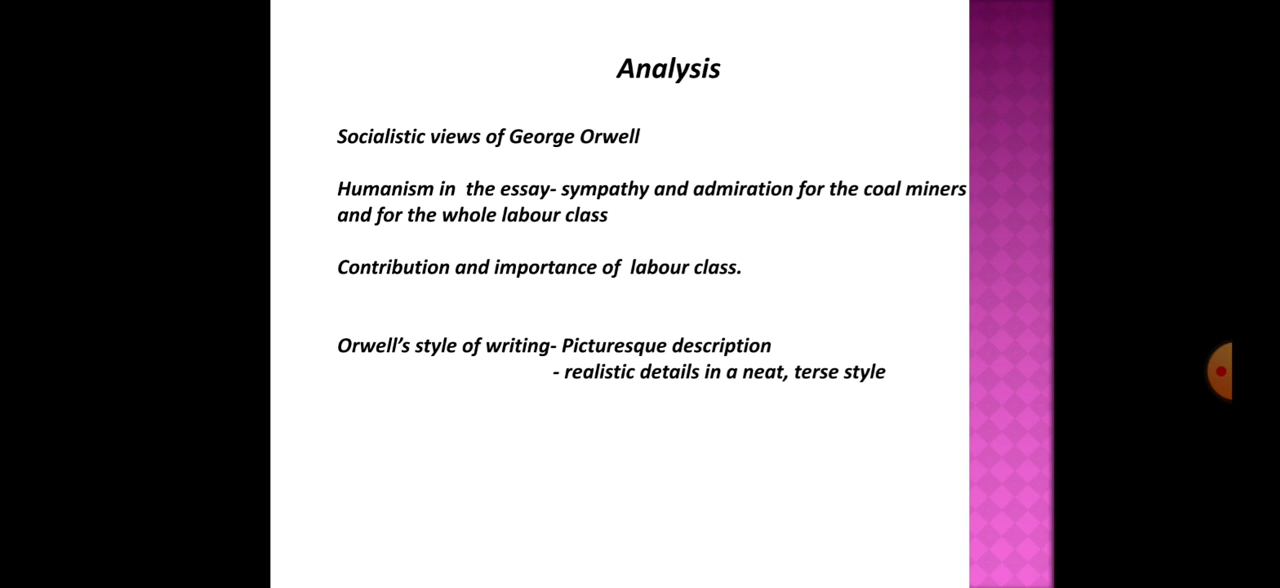 Analysis
Socialistic views of George Orwell
Humanism in the essay- sympathy and admiration for the coal miners
and for the whole labour class
Contribution and importance of labour class.
Orwell’s style of writing- Picturesque description
- realistic details in a neat, terse style